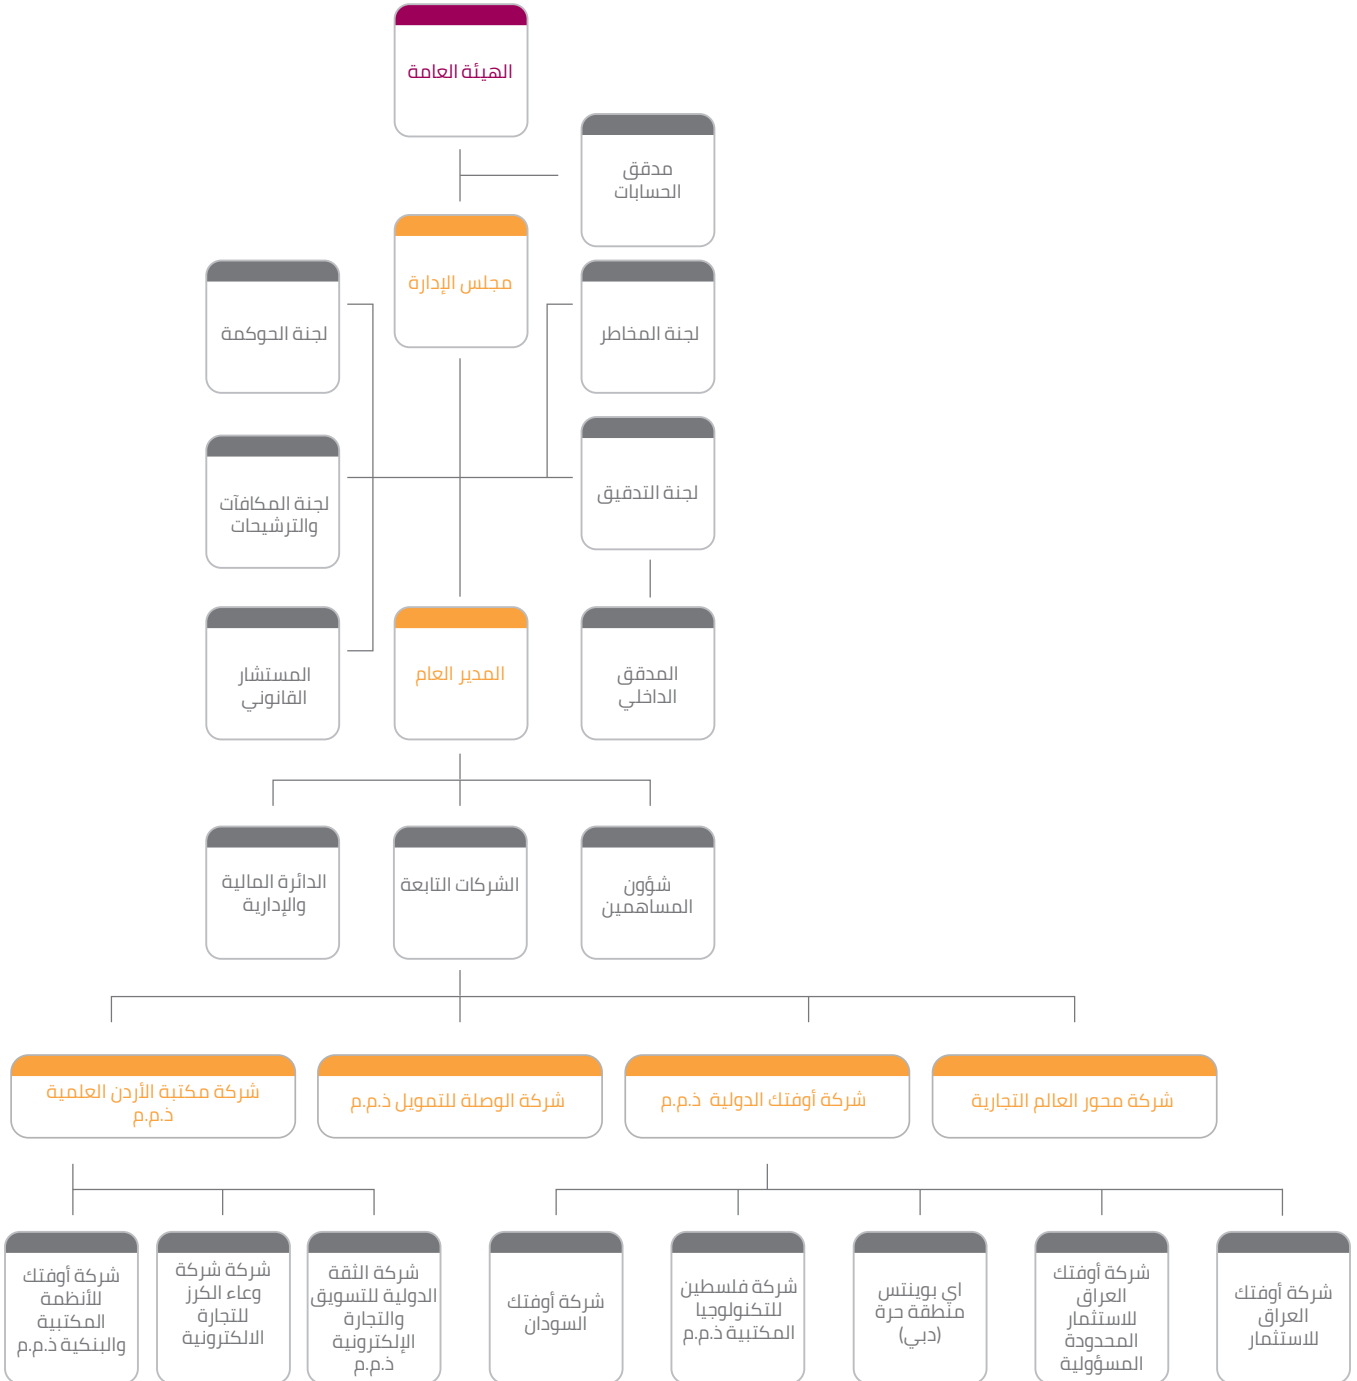 الهيئة العامة
مدقق
الحسابات
مجلس الإدارة
لجنة المخاطر
لجنة الحوكمة
لجنة التدقيق
لجنة المكافآت
والترشيحات
المدقق
الداخلي
المدير العام
المستشار
القانوني
شؤون
المساهمين
الشركات التابعة
الدائرة المالية
والإدارية
شركة محور العالم التجارية
شركة أوفتك الدولية ذ.م.م
شركة الوصلة للتمويل ذ.م.م
شركة مكتبة الأردن العلمية
ذ.م.م
شركة أوفتك
العراق
للاستثمار
شركة أوفتك
العراق
للاستثمار
المحدودة
المسؤولية
اي بوينتس
منطقة حرة
(دبي)
شركة فلسطين
للتكنولوجيا
المكتبية ذ.م.م
شركة أوفتك
السودان
شركة الثقة
الدولية للتسويق
والتجارة
الإلكترونية
ذ.م.م
شركة شركة
وعاء الكرز
للتجارة
الالكترونية
شركة أوفتك
للأنظمة
المكتبية
والبنكية ذ.م.م